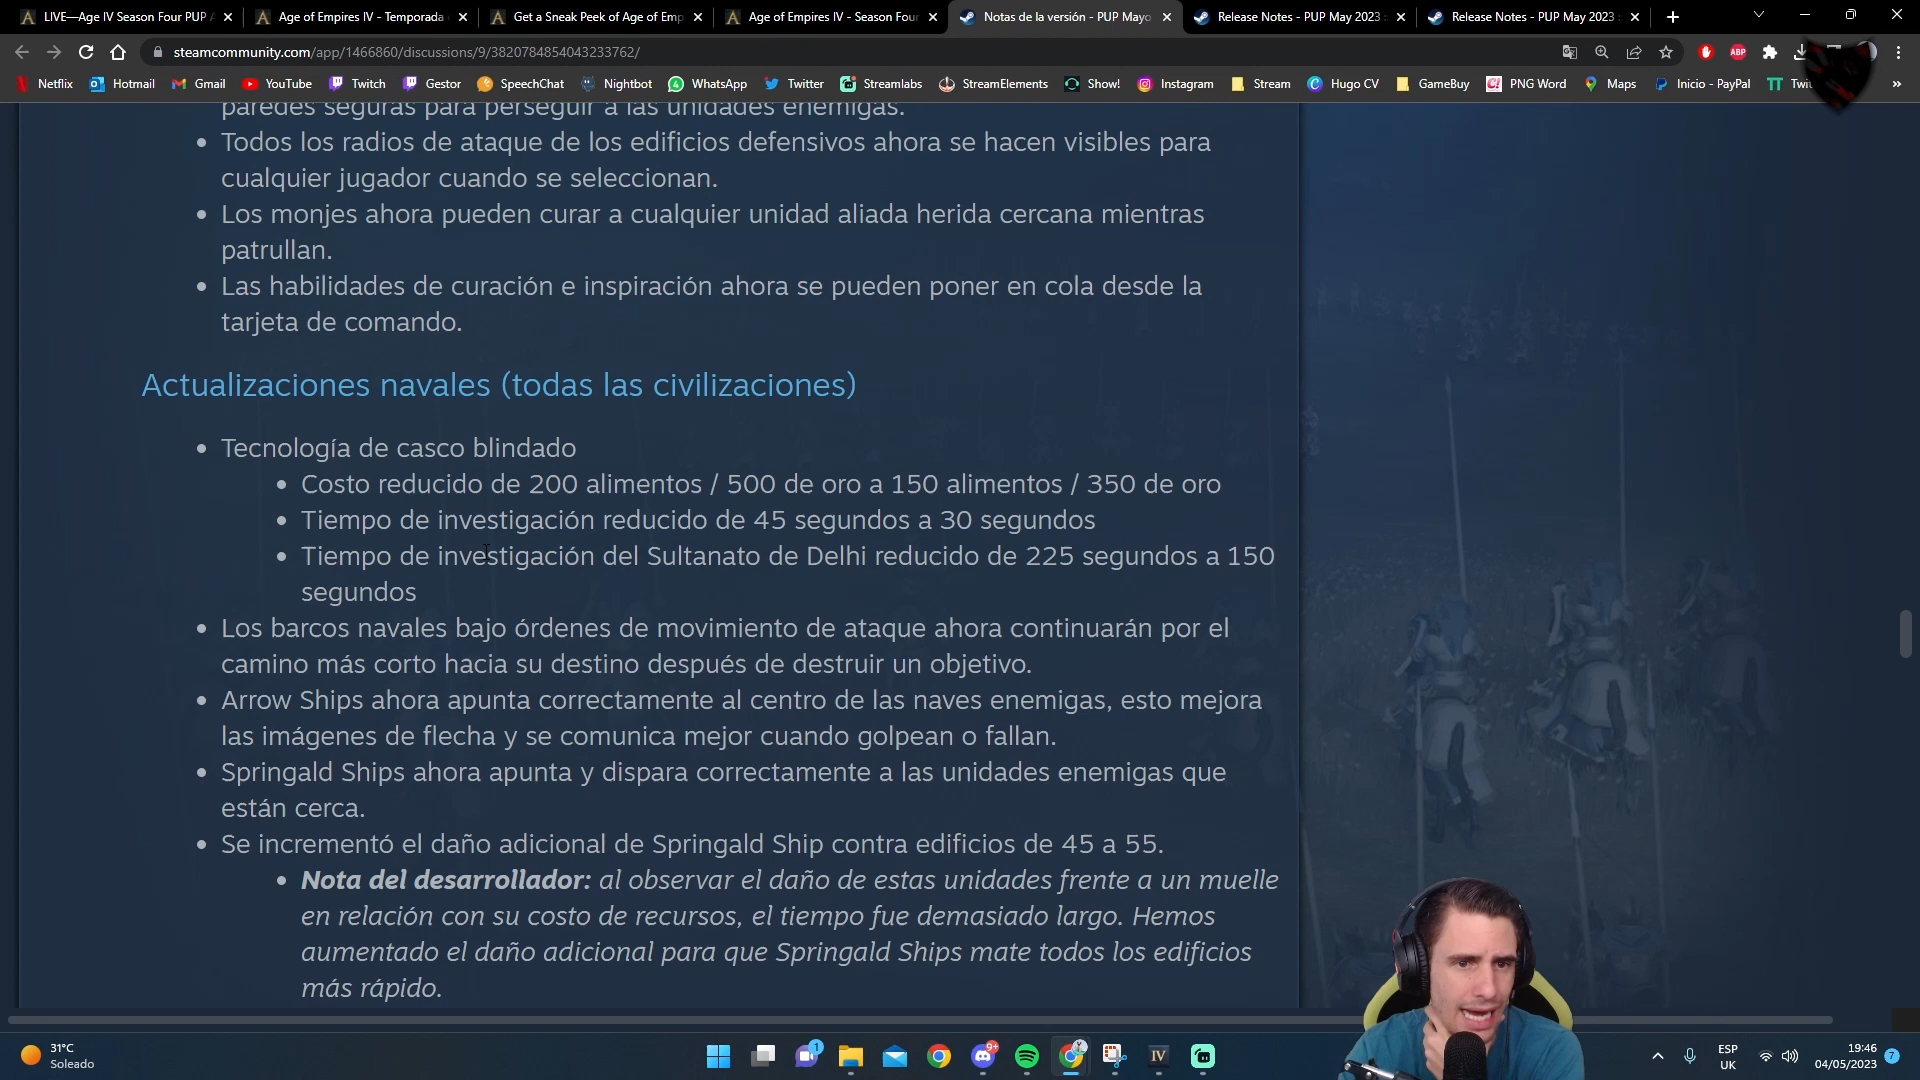 LIVE—Age IV Season Four PUP
Age of Empires IV - Temporada
Get a Sneak Peek of Age of Emp
Age of Empires IV - Season Four
Notas de la versión - PUP Mayo
Release Notes - PUP May 2023
Release Notes - PUP May 2023
steamcommunity.com/app/1466860/discussions/9/3820784854043233762/
ABP
Netflix Hotmail Gmail YouTube Twitch Gestor SpeechChat Nightbot WhatsApp Twitter Streamlabs StreamElements Show! Instagram Stream Hugo CV GameBuy PNG Word Maps Inicio - PayPal
paredes seguras para perseguir a las unidades enemigas.
• Todos los radios de ataque de los edificios defensivos ahora se hacen visibles para
cualquier jugador cuando se seleccionan.
• Los monjes ahora pueden curar a cualquier unidad aliada herida cercana mientras
patrullan.
• Las habilidades de curación e inspiración ahora se pueden poner en cola desde la
tarjeta de comando.
Actualizaciones navales (todas las civilizaciones)
• Tecnología de casco blindado
• Costo reducido de 200 alimentos / 500 de oro a 150 alimentos / 350 de oro
• Tiempo de investigación reducido de 45 segundos a 30 segundos
• Tiempo de investigación del Sultanato de Delhi reducido de 225 segundos a 150
segundos
• Los barcos navales bajo órdenes de movimiento de ataque ahora continuarán por el
camino más corto hacia su destino después de destruir un objetivo.
• Arrow Ships ahora apunta correctamente al centro de las naves enemigas, esto mejora
las imágenes de flecha y se comunica mejor cuando golpean o fallan.
• Springald Ships ahora apunta y dispara correctamente a las unidades enemigas que
están cerca.
• Se incrementó el daño adicional de Springald Ship contra edificios de 45 a 55.
• Nota del desarrollador: al observar el daño de estas unidades frente a un muelle
en relación con su costo de recursos, el tiempo fue demasiado largo. Hemos
aumentado el daño adicional para que Springald Ships mate todos los edificios
más rápido.
31°C
Soleado
1
9+
IV
ESP
UK
19:46
04/05/2023
7